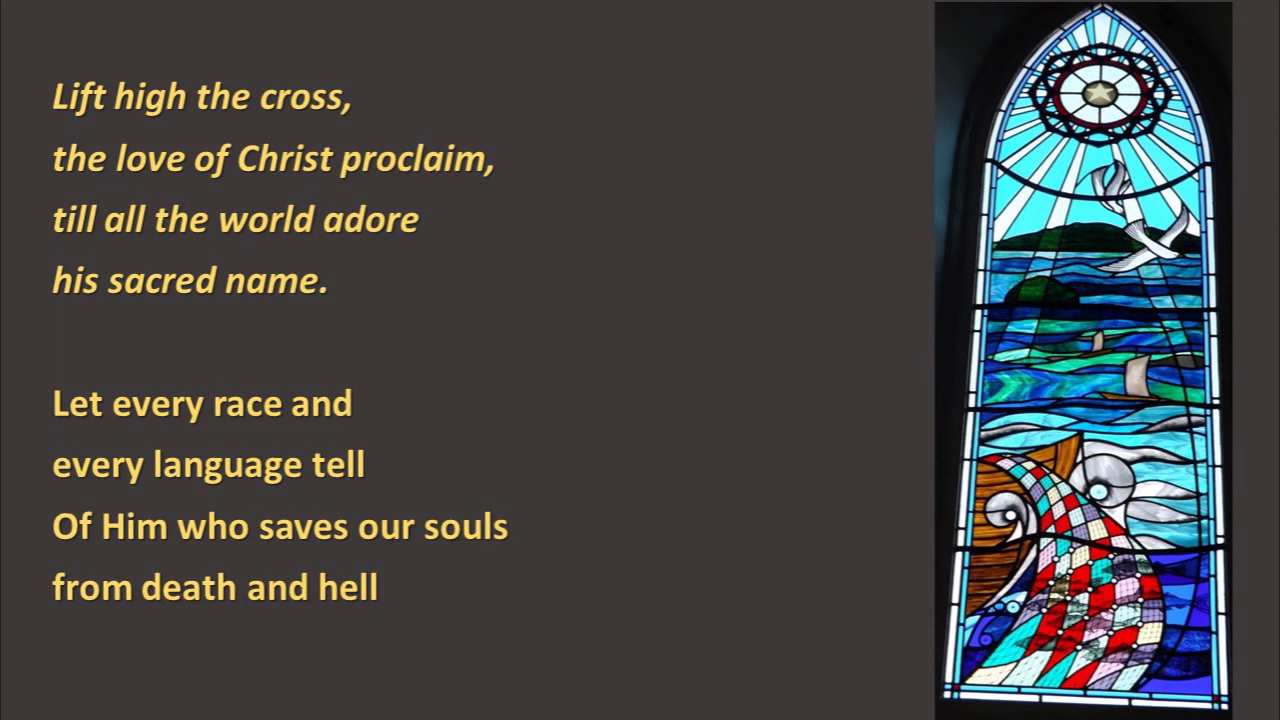 Lift high the cross,
the love of Christ proclaim,
till all the world adore
his sacred name.
Let every race and
every language tell
Of Him who saves our souls
from death and hell